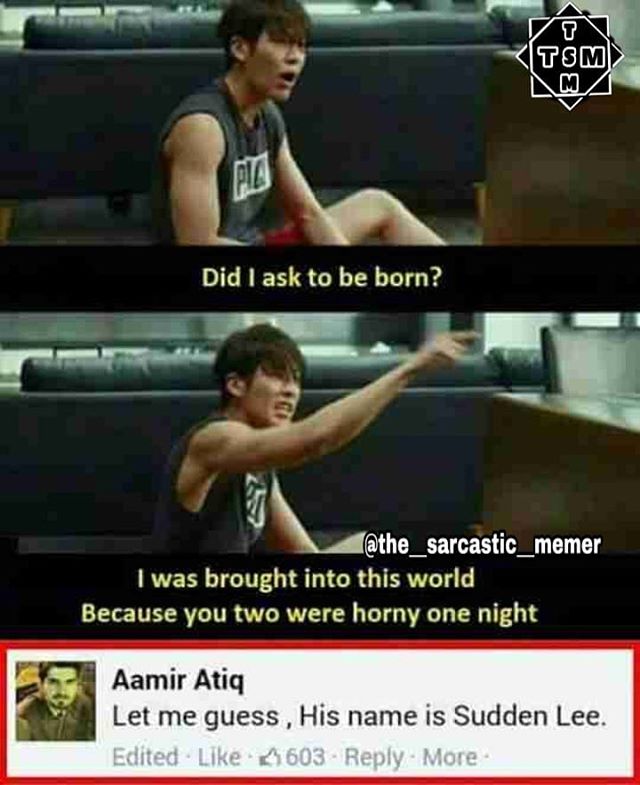 T
TSM
M
Did I ask to be born?
@the_sarcastic_memer
I was brought into this world
Because you two were horny one night
Aamir Atiq
Let me guess , His name is Sudden Lee.
Edited · Like · 603 · Reply · More ·